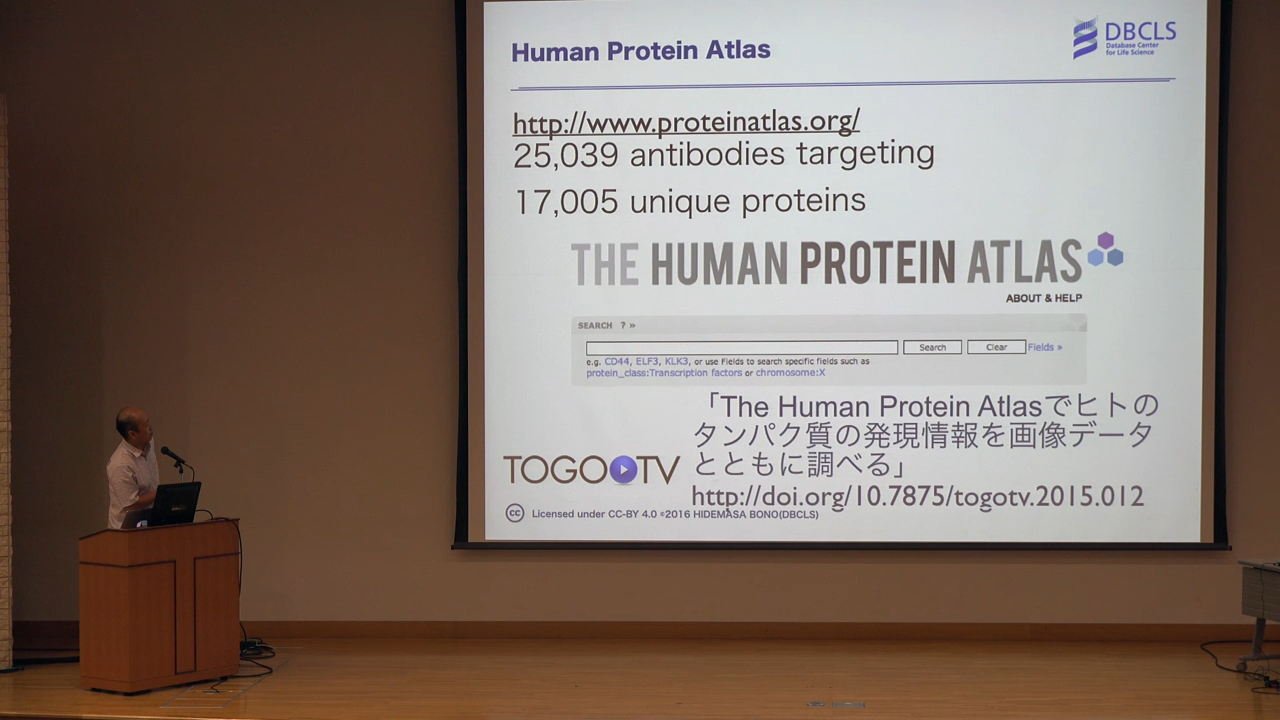 Human Protein Atlas
DBCLS
Database Center
for Life Science
http://www.proteinatlas.org/
25,039 antibodies targeting
17,005 unique proteins
THE HUMAN PROTEIN ATLAS
ABOUT & HELP
SEARCH ? »
Search Clear Fields »
e.g. CD44, ELF3, KLK3, or use Fields to search specific fields such as
protein_class:Transcription factors or chromosome:X
「The Human Protein Atlasでヒトの
タンパク質の発現情報を画像データ
とともに調べる」
TOGO TV
http://doi.org/10.7875/togotv.2015.012
cc Licensed under CC-BY 4.0 ©2016 HIDEMASA BONO(DBCLS)